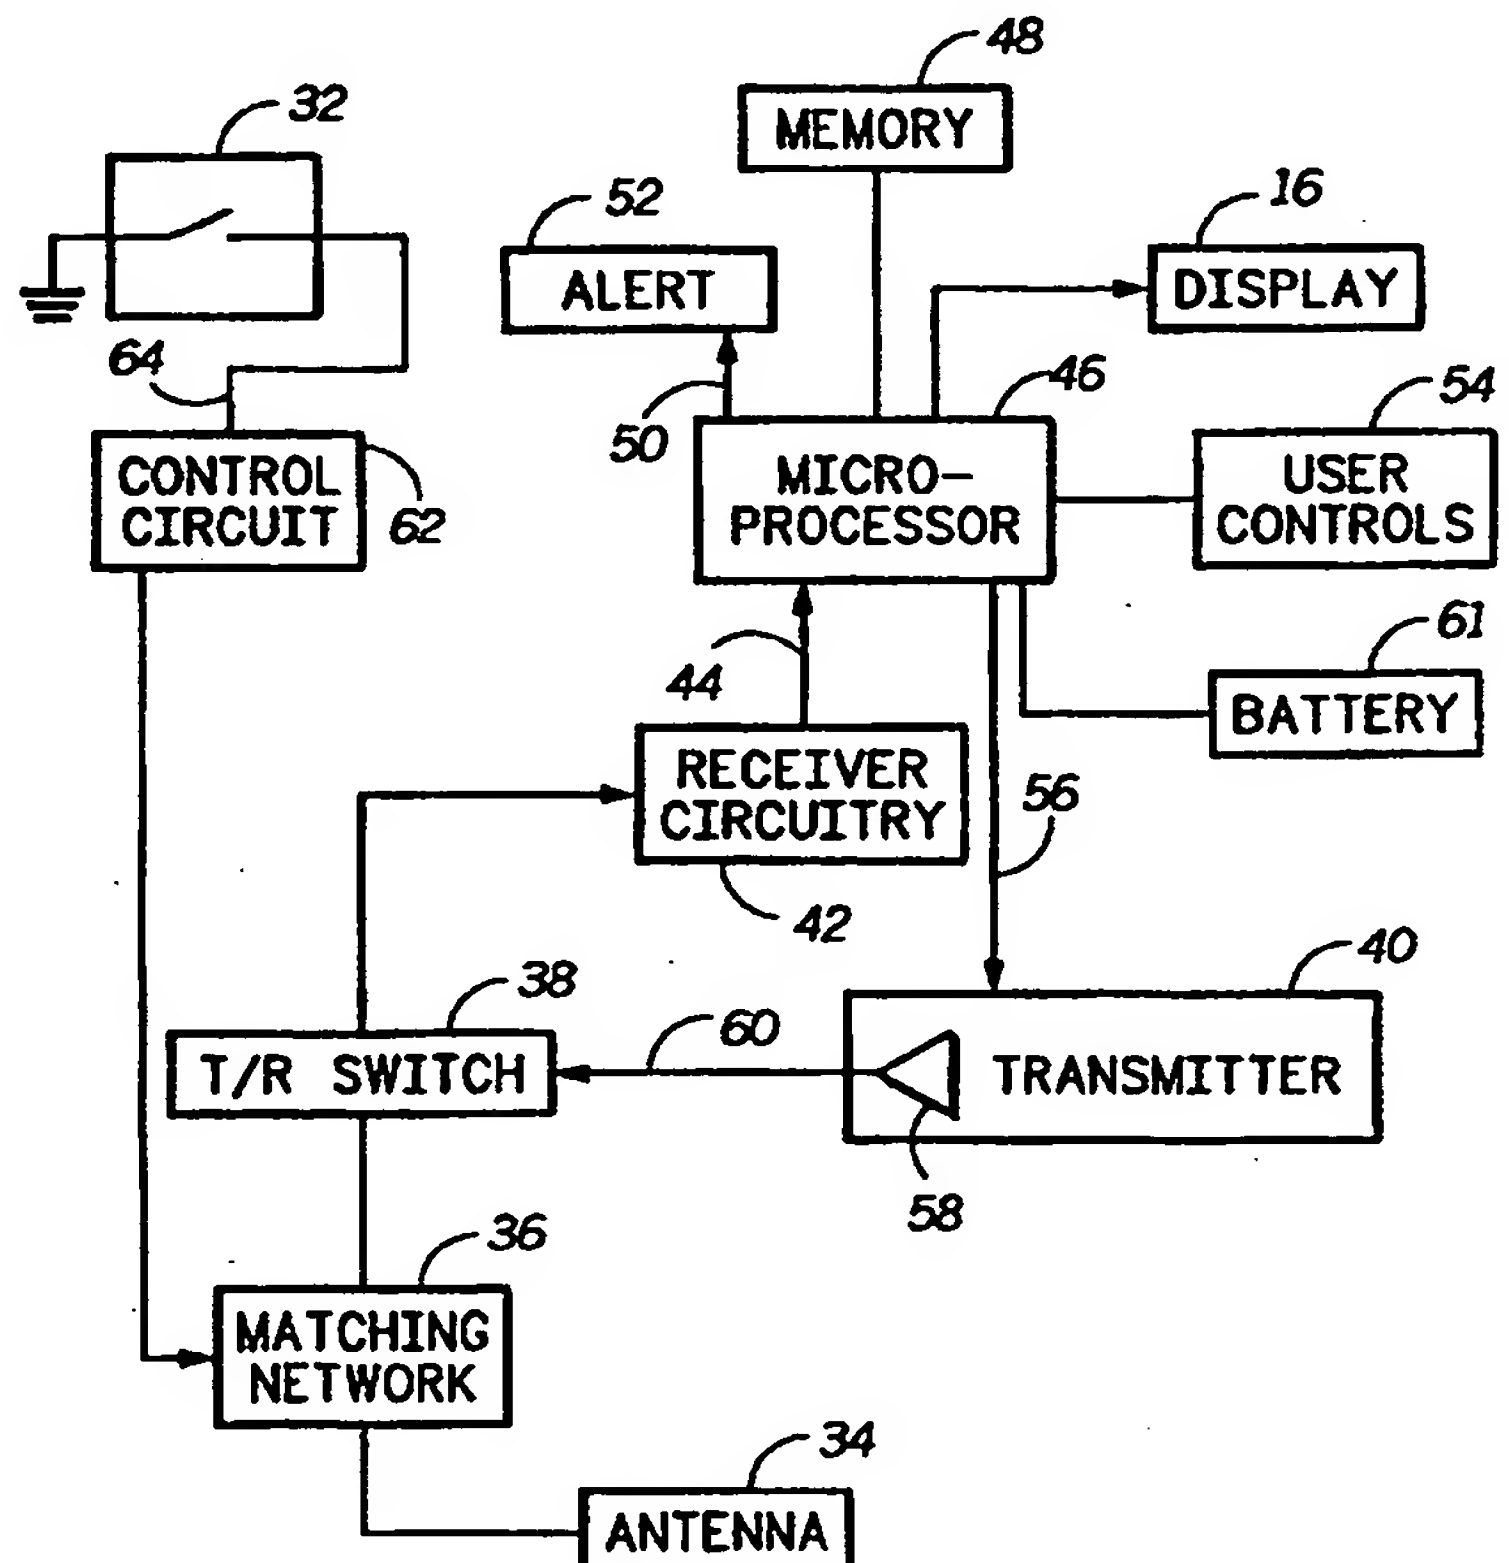 48
MEMORY
32
52
ALERT
16
DISPLAY
64
50
46
MICRO-
PROCESSOR
54
USER
CONTROLS
CONTROL
CIRCUIT
62
44
61
BATTERY
RECEIVER
CIRCUITRY
42
56
40
38
60
T/R SWITCH
TRANSMITTER
58
36
MATCHING
NETWORK
34
ANTENNA